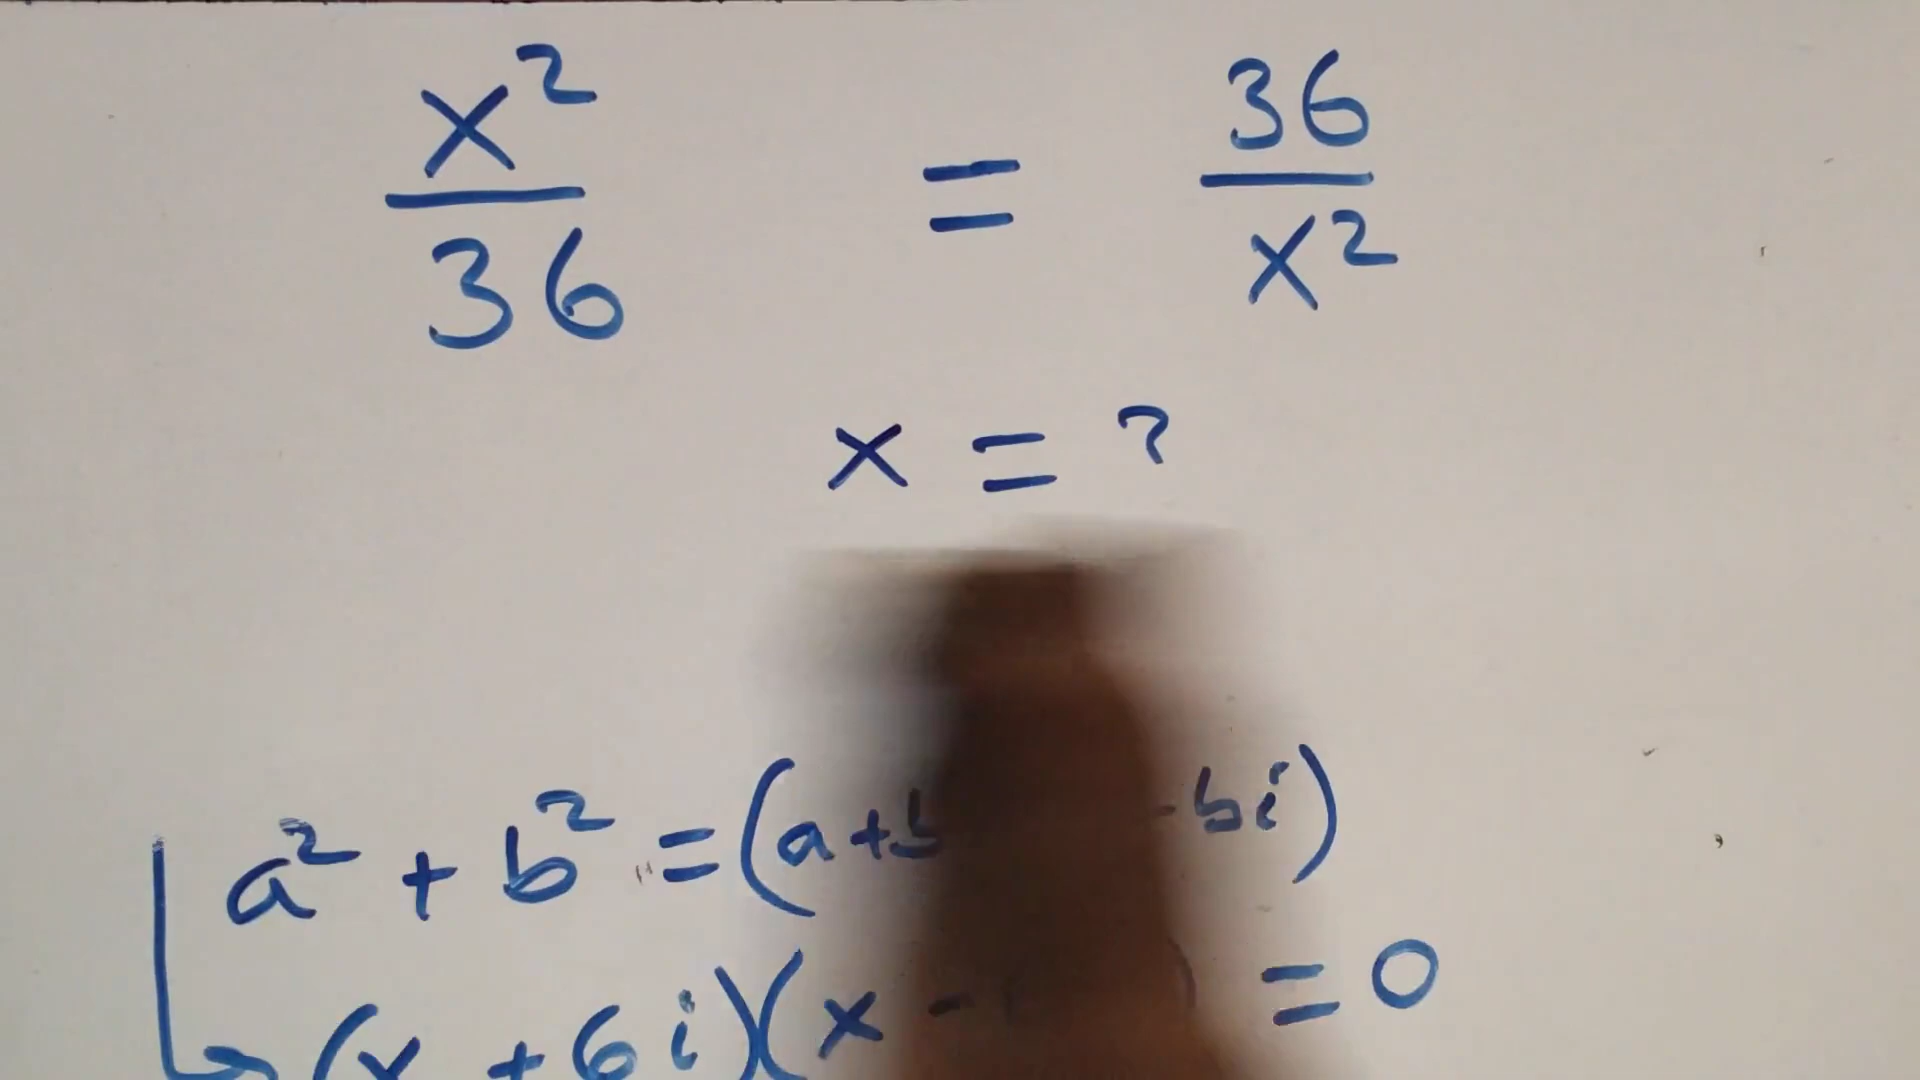 x² / 36 = 36 / x²
x = ?
a² + b² = (a+b -bi)
(x + 6i)(x - ) = 0